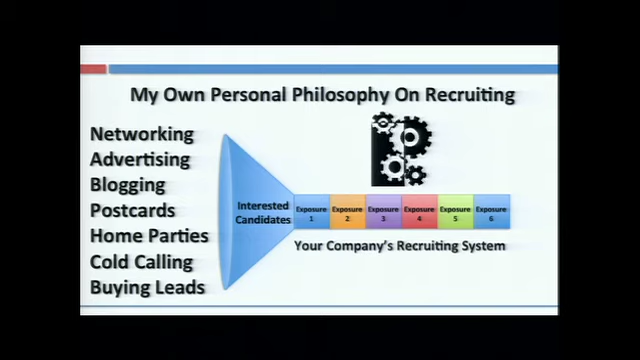 My Own Personal Philosophy On Recruiting
Networking
Advertising
Blogging
Postcards
Home Parties
Cold Calling
Buying Leads
Interested
Candidates
Exposure
1
Exposure
2
Exposure
3
Exposure
4
Exposure
5
Exposure
6
Your Company's Recruiting System